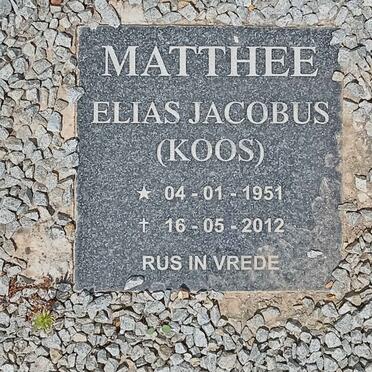 MATTHEE
ELIAS JACOBUS
(KOOS)
★ 04 - 01 - 1951
† 16 - 05 - 2012
RUS IN VREDE